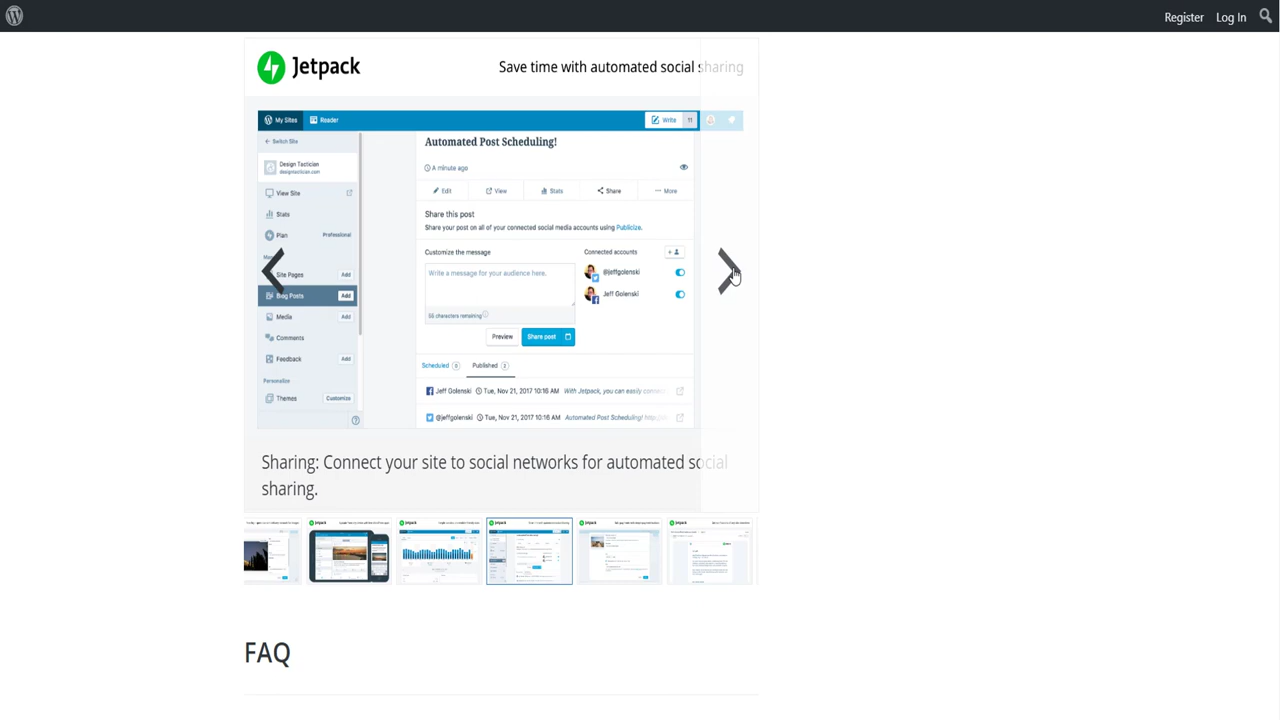 Register Log In
Jetpack
Save time with automated social sharing
My Sites Reader Write 11
Switch Site
Automated Post Scheduling!
Design Tactician
designtactician.com
A minute ago
View Site
Edit View Stats Share More
Stats
Share this post
Share your post on all of your connected social media accounts using Publicize.
Plan Professional
Customize the message Connected accounts
Site Pages Add
Write a message for your audience here. @jeffgolenski
Blog Posts Add
Jeff Golenski
Media Add
characters remaining
Comments
Preview Share post
Feedback Add
Scheduled Published
Personalize
Jeff Golenski Tue, Nov 21, 2017 10:16 AM With Jetpack, you can easily
Themes Customize
@jeffgolenski Tue, Nov 21, 2017 10:16 AM Automated Post Scheduling!
Sharing: Connect your site to social networks for automated social
sharing.
FAQ